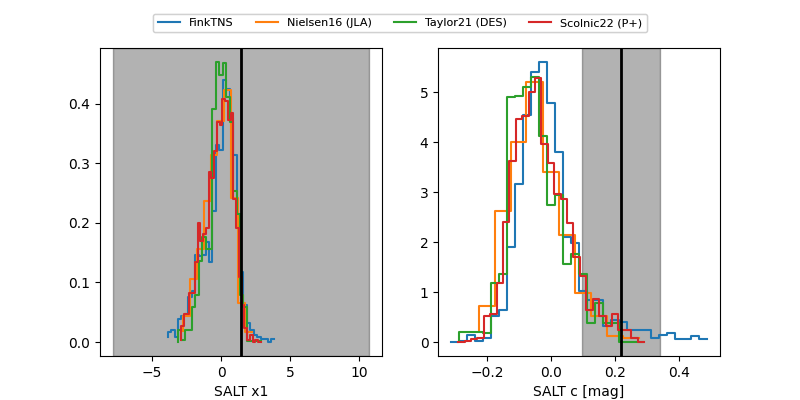 FinkTNS Nielsen16 (JLA) Taylor21 (DES) Scolnic22 (P+)
0.4
0.3
0.2
0.1
0.0
−5 0 5 10
SALT x1
5
4
3
2
1
0
−0.2 0.0 0.2 0.4
SALT c [mag]